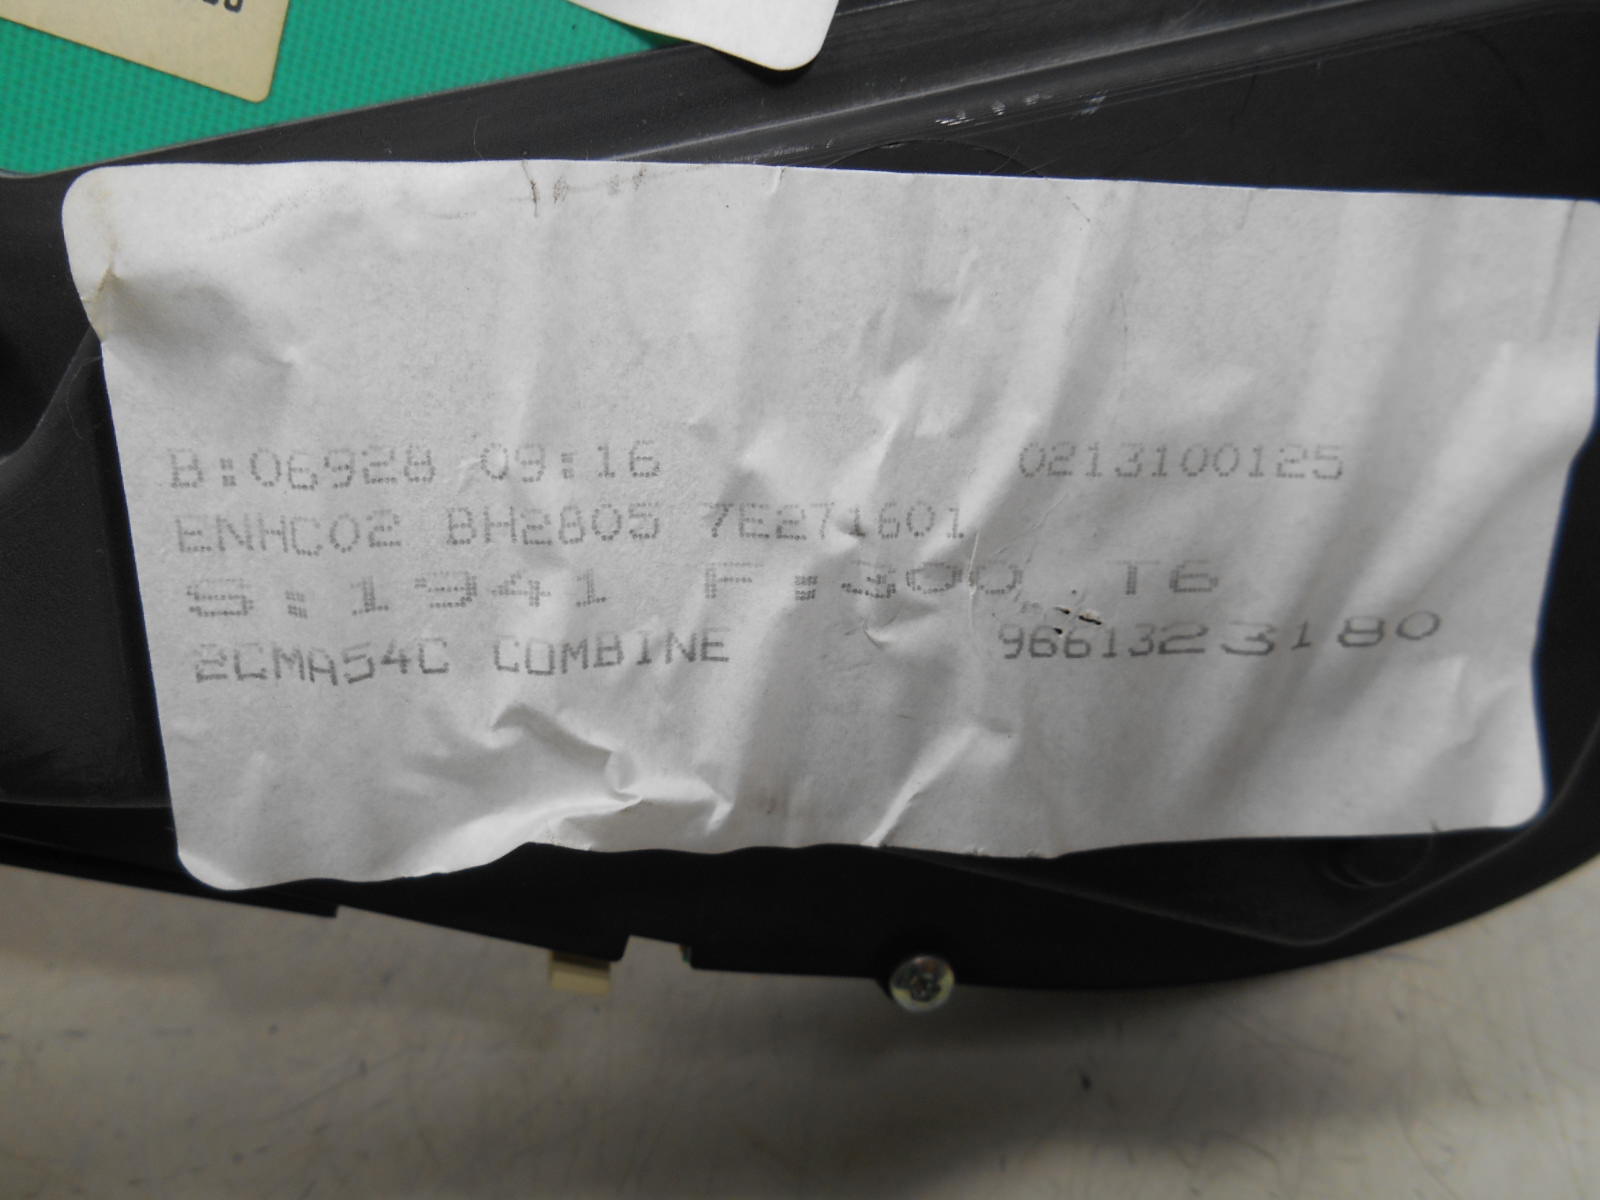 B:06928 09:16 0213100125
ENHC02 BH2805 7E271601
S:1941 F:300 .T6
2CMA54C COMBINE 9661323180